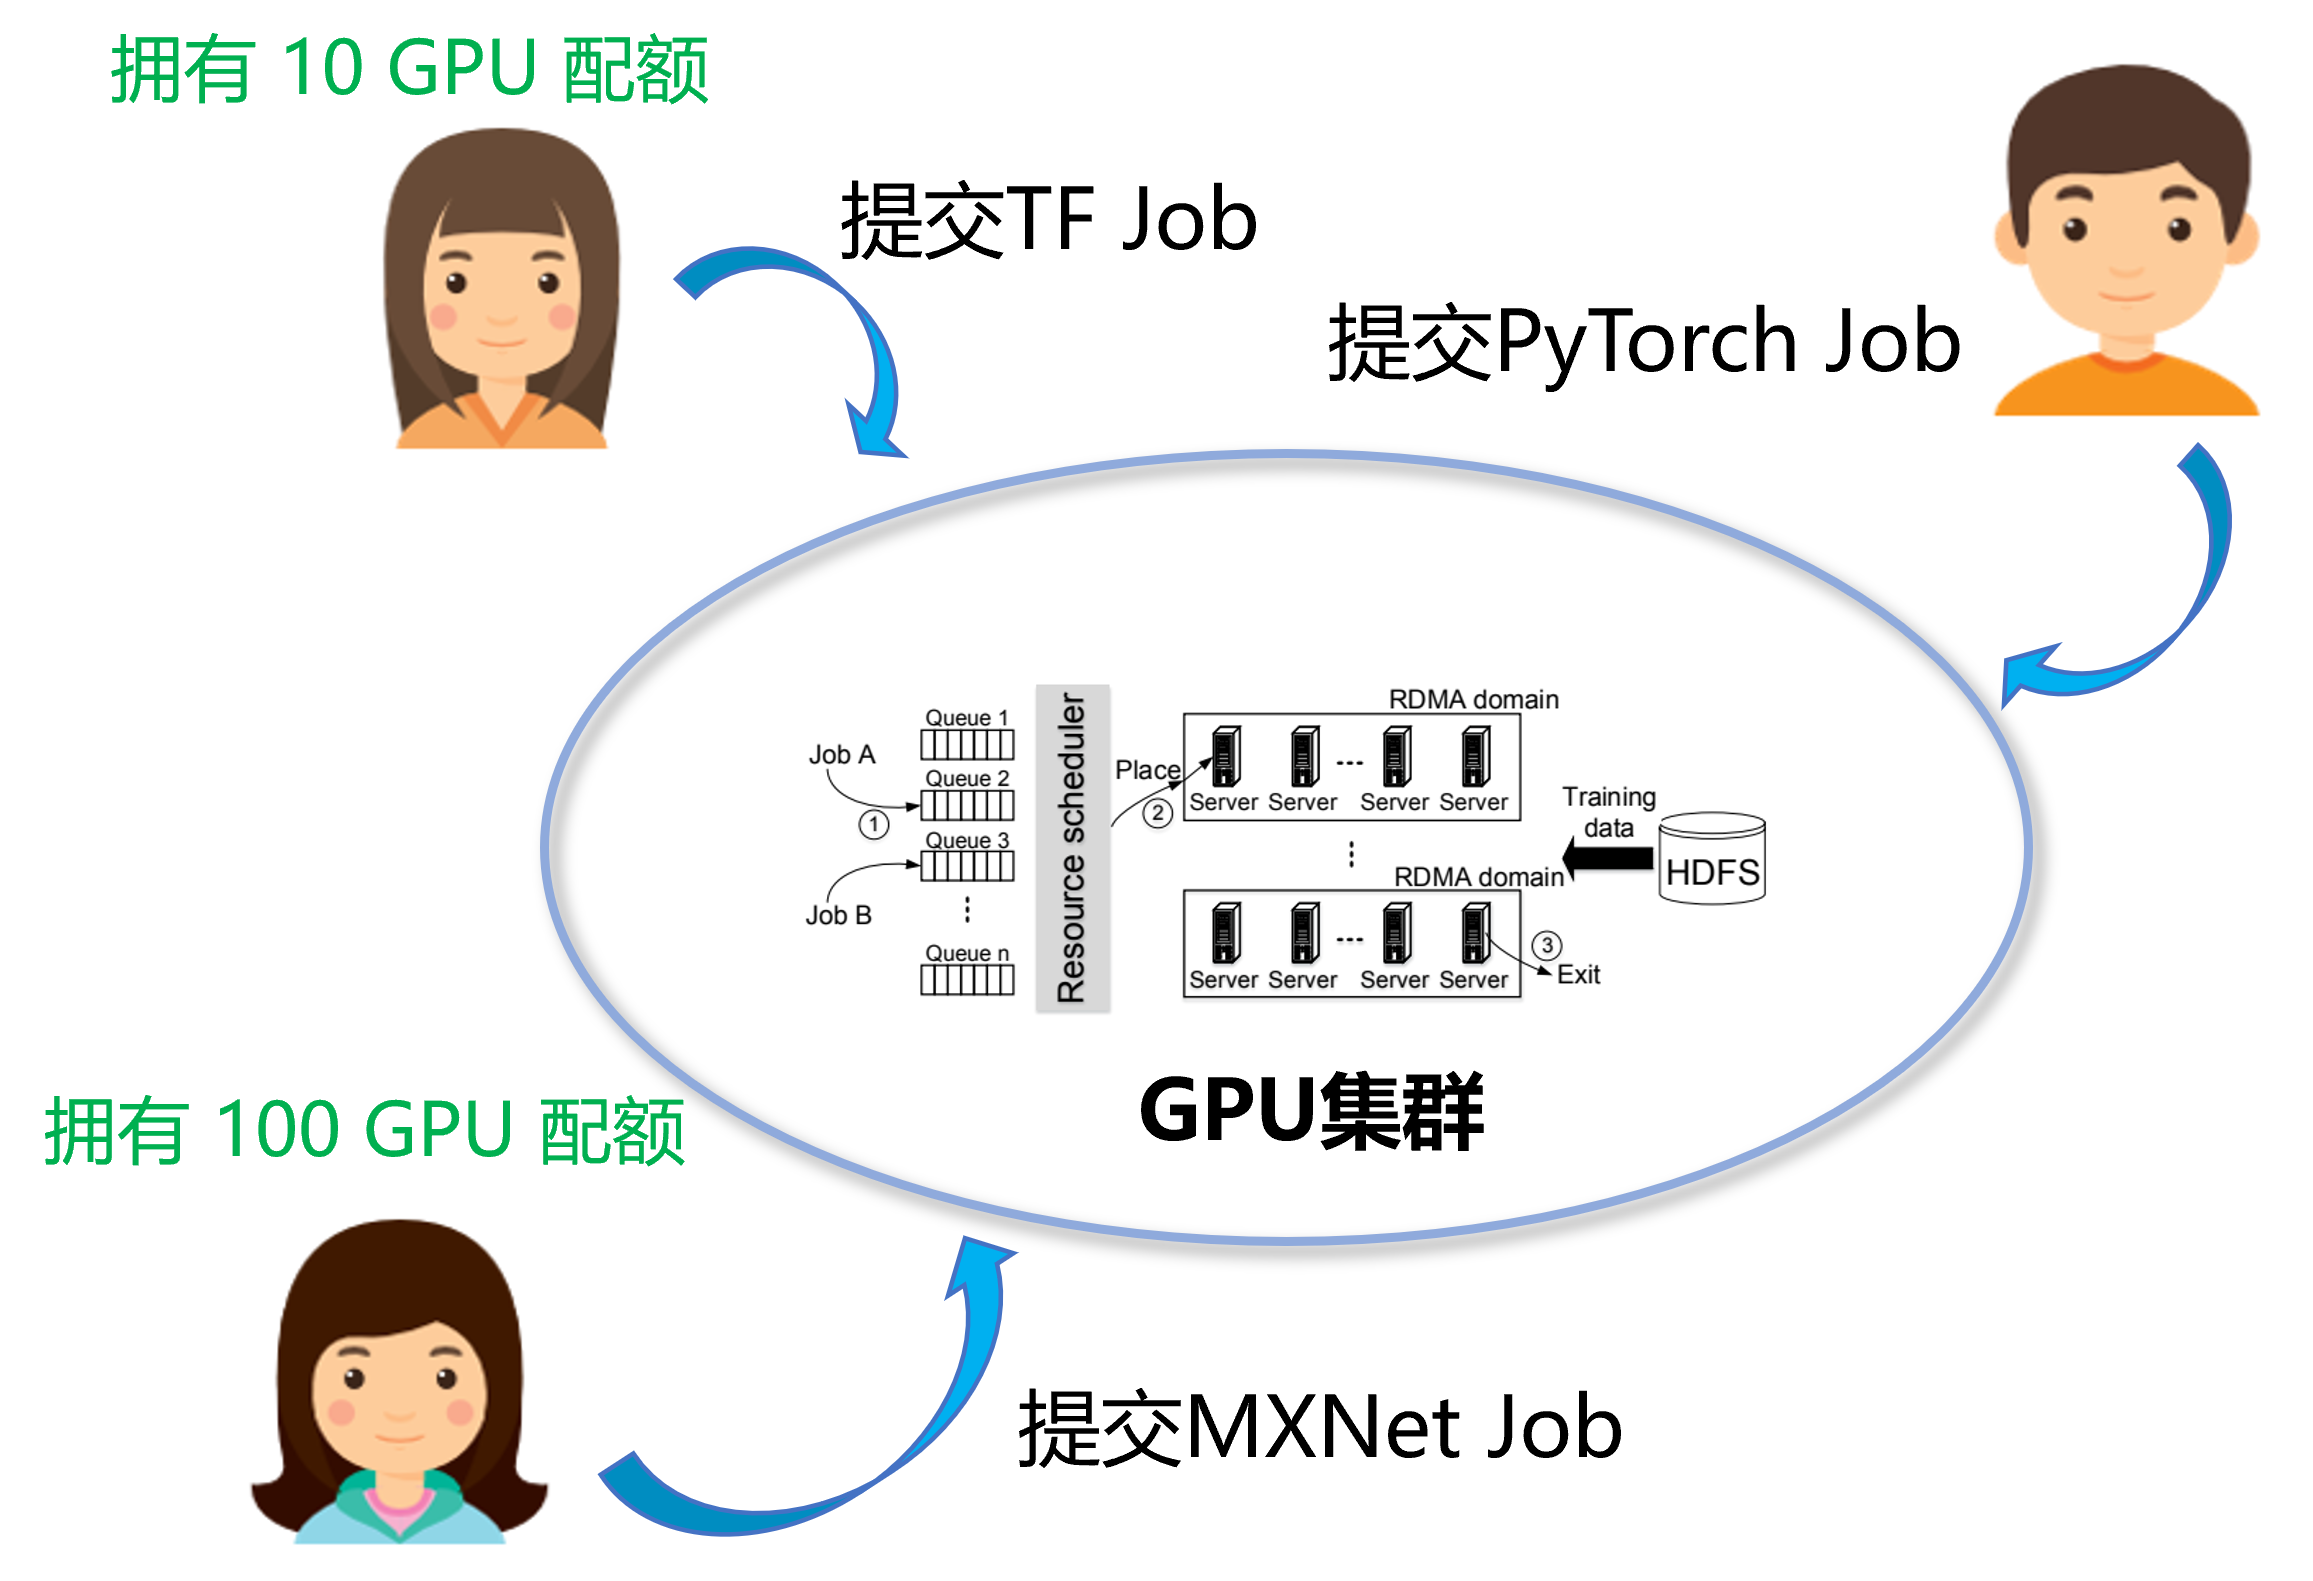 拥有 10 GPU 配额
提交TF Job
提交PyTorch Job
Job A
Job B
1
Queue 1
Queue 2
Queue 3
Queue n
Resource scheduler
Place
2
RDMA domain
Server Server Server Server
RDMA domain
Server Server Server Server
3
Exit
Training
data
HDFS
GPU集群
拥有 100 GPU 配额
提交MXNet Job